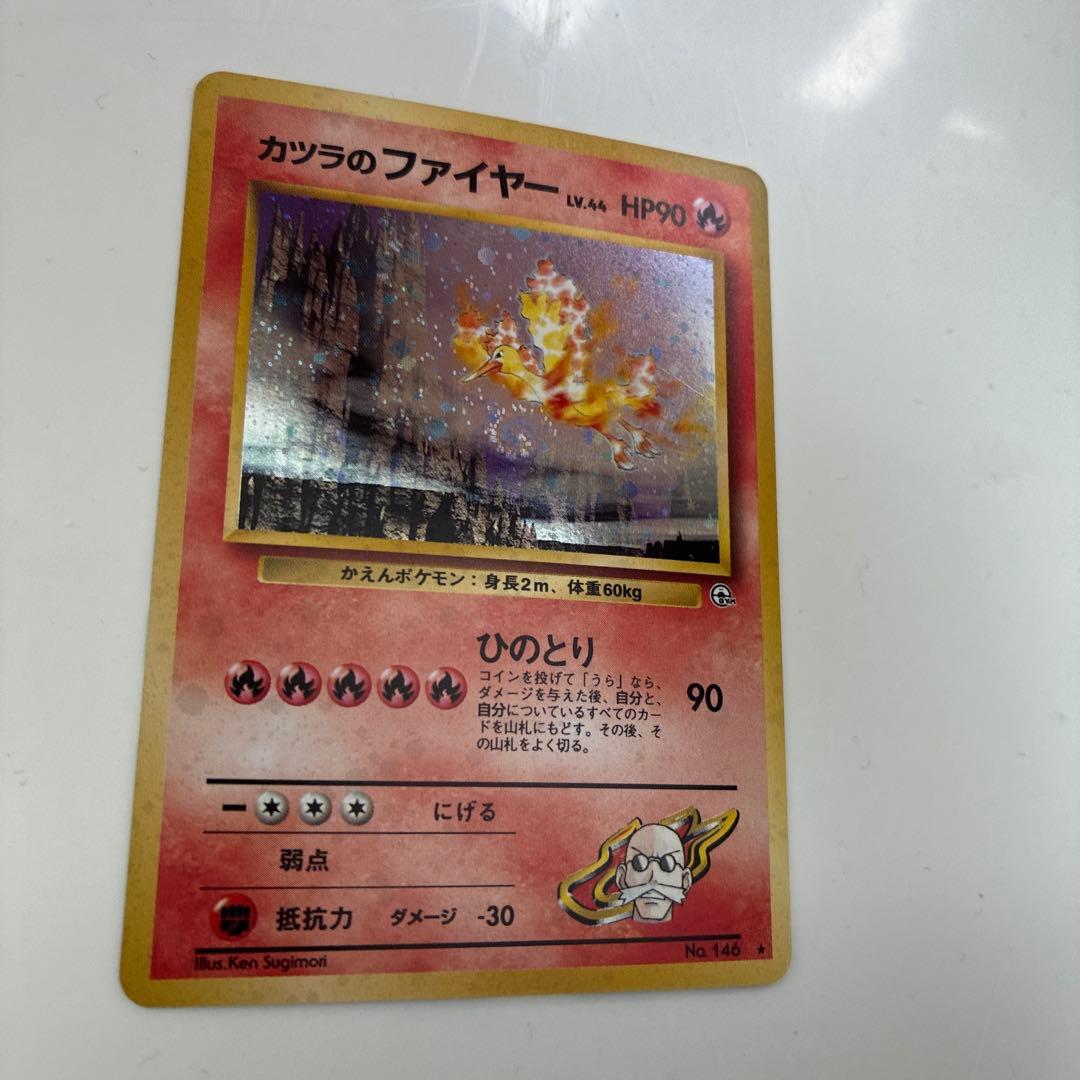 カツラのファイヤー LV.44 HP90
かえんポケモン：身長2m、体重60kg
GYM
ひのとり
コインを投げて「うら」なら、
ダメージを与えた後、自分と、
自分についているすべてのカー
ドを山札にもどす。その後、そ
の山札をよく切る。
90
にげる
弱点
抵抗力 ダメージ -30
Illus. Ken Sugimori
No. 146 ★